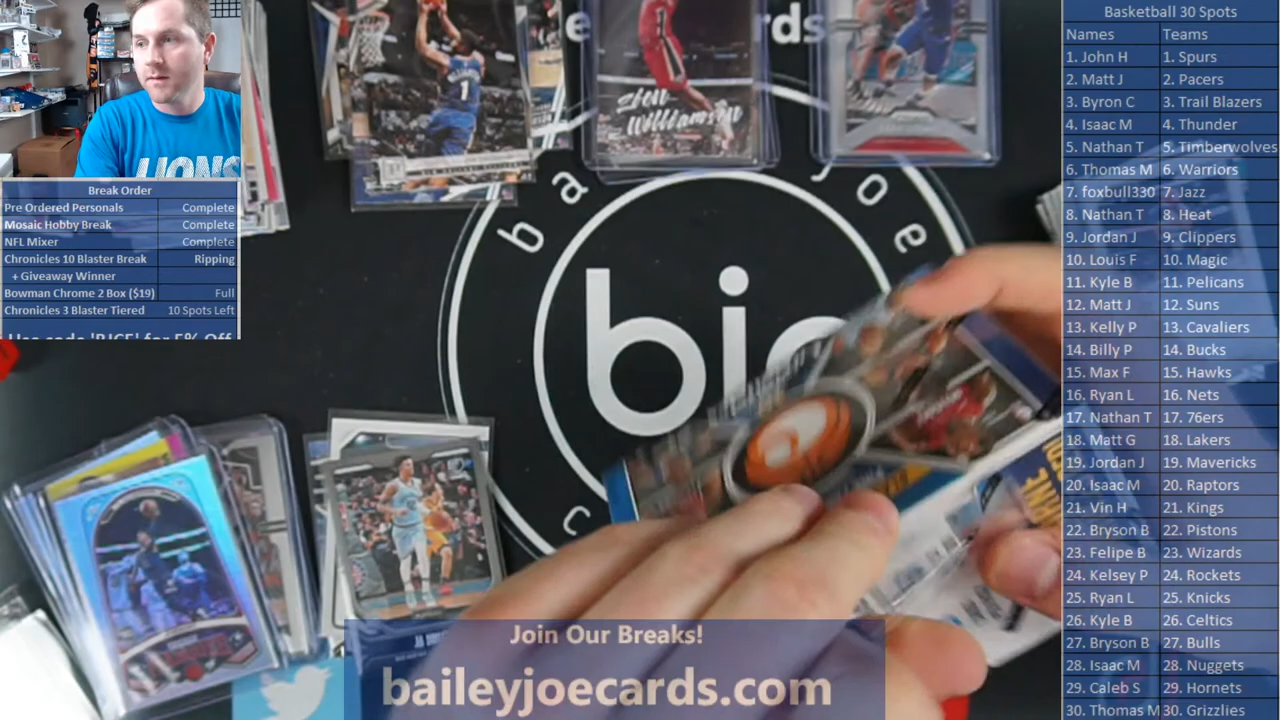 LIONS
Break Order
Pre Ordered Personals Complete
Mosaic Hobby Break Complete
NFL Mixer Complete
Chronicles 10 Blaster Break Ripping
+ Giveaway Winner
Bowman Chrome 2 Box ($19) Full
Chronicles 3 Blaster Tiered 10 Spots Left
Use code 'BJCF' for 5% Off
Zion
Williamson
Join Our Breaks!
baileyjoecards.com
Basketball 30 Spots
Names Teams
1. John H 1. Spurs
2. Matt J 2. Pacers
3. Byron C 3. Trail Blazers
4. Isaac M 4. Thunder
5. Nathan T 5. Timberwolves
6. Thomas M 6. Warriors
7. foxbull330 7. Jazz
8. Nathan T 8. Heat
9. Jordan J 9. Clippers
10. Louis F 10. Magic
11. Kyle B 11. Pelicans
12. Matt J 12. Suns
13. Kelly P 13. Cavaliers
14. Billy P 14. Bucks
15. Max F 15. Hawks
16. Ryan L 16. Nets
17. Nathan T 17. 76ers
18. Matt G 18. Lakers
19. Jordan J 19. Mavericks
20. Isaac M 20. Raptors
21. Vin H 21. Kings
22. Bryson B 22. Pistons
23. Felipe B 23. Wizards
24. Kelsey P 24. Rockets
25. Ryan L 25. Knicks
26. Kyle B 26. Celtics
27. Bryson B 27. Bulls
28. Isaac M 28. Nuggets
29. Caleb S 29. Hornets
30. Thomas M 30. Grizzlies